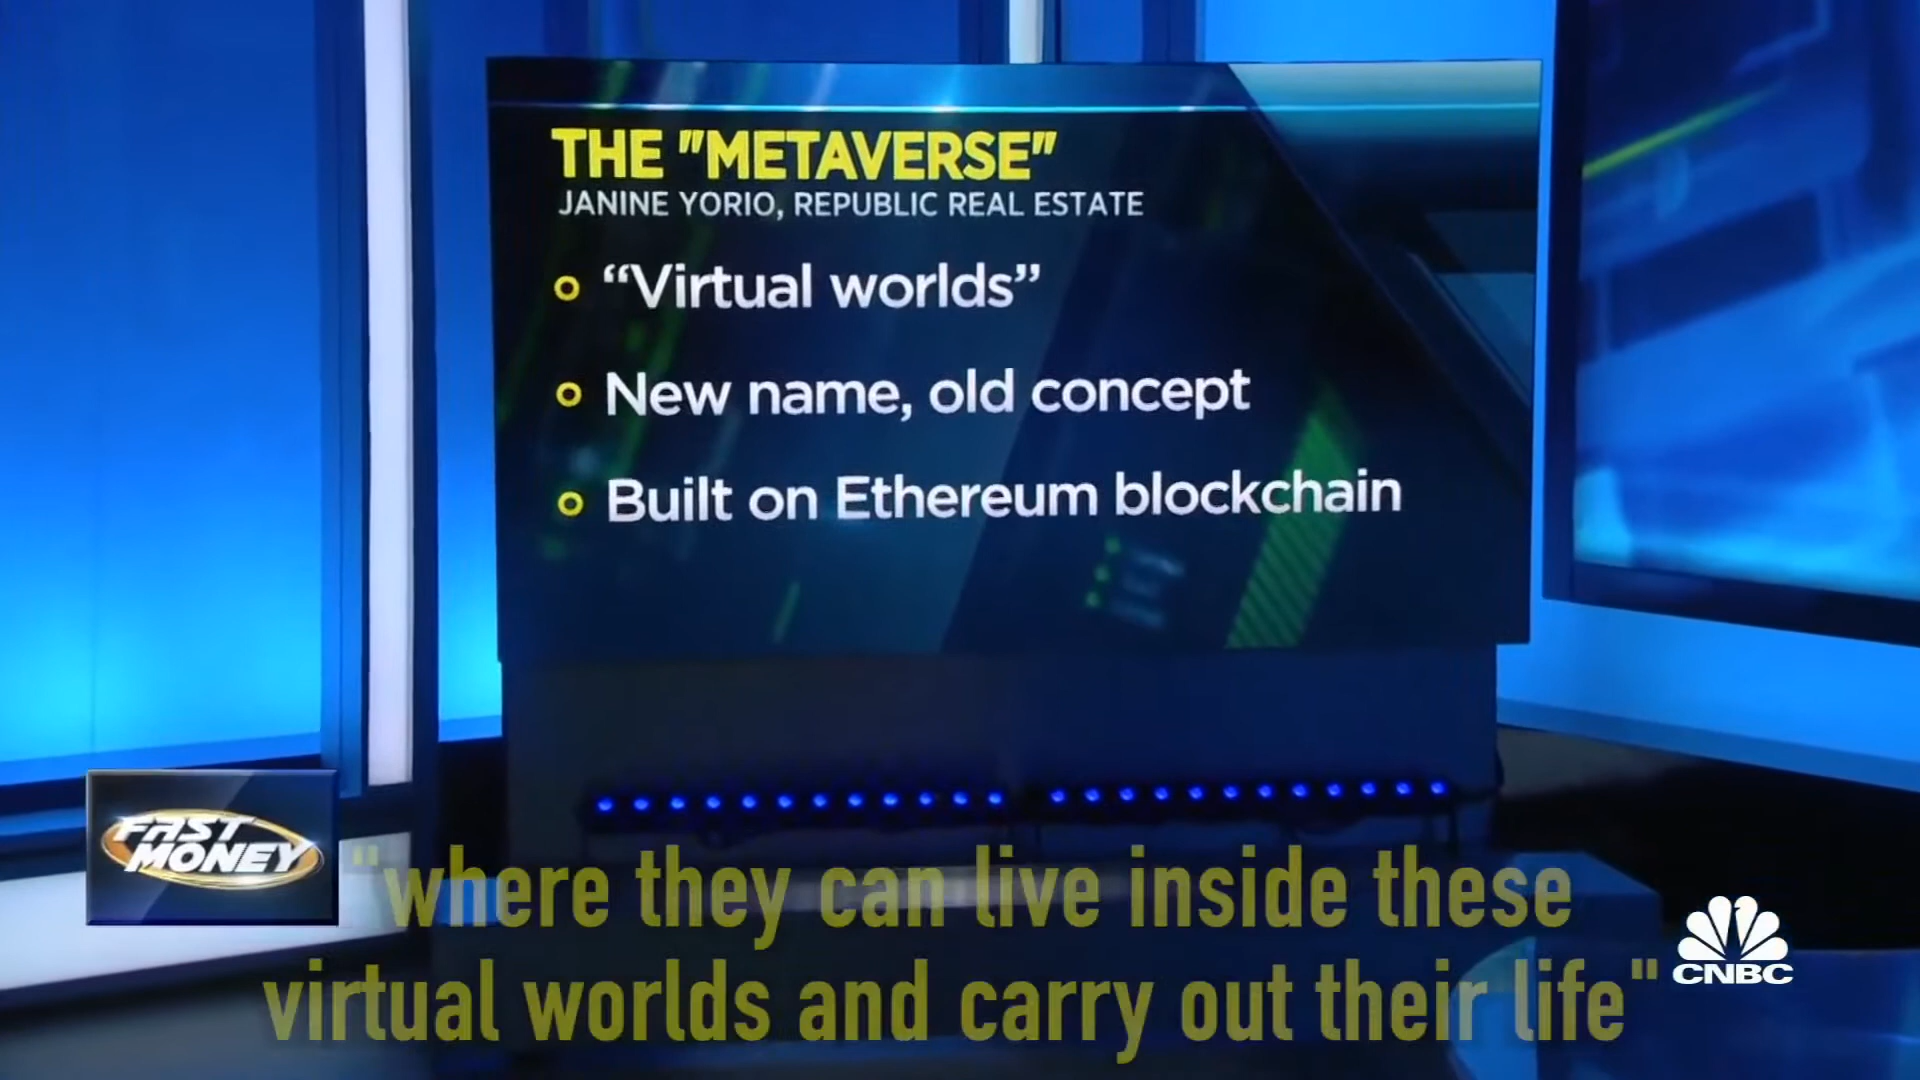 THE "METAVERSE"
JANINE YORIO, REPUBLIC REAL ESTATE
“Virtual worlds”
New name, old concept
Built on Ethereum blockchain
FAST
MONEY
"where they can live inside these
virtual worlds and carry out their life"
CNBC